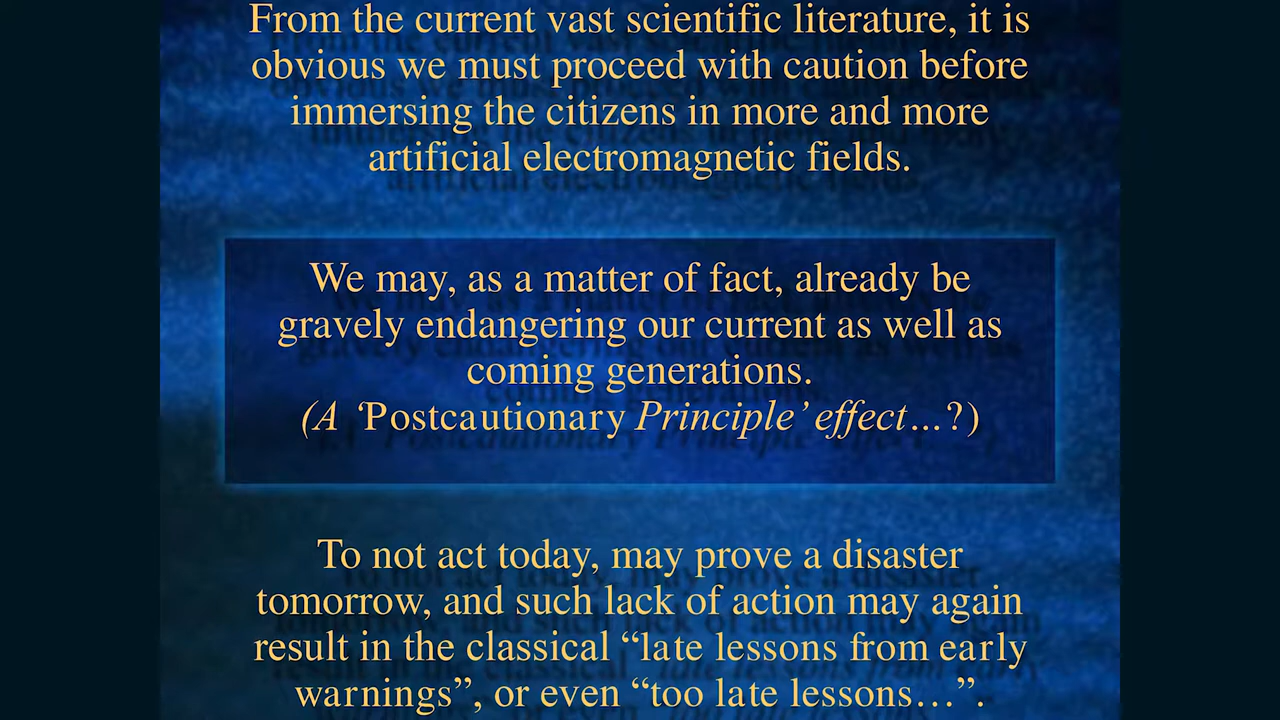 From the current vast scientific literature, it is
obvious we must proceed with caution before
immersing the citizens in more and more
artificial electromagnetic fields.
We may, as a matter of fact, already be
gravely endangering our current as well as
coming generations.
(A ‘Postcautionary Principle’ effect…?)
To not act today, may prove a disaster
tomorrow, and such lack of action may again
result in the classical “late lessons from early
warnings”, or even “too late lessons…”.